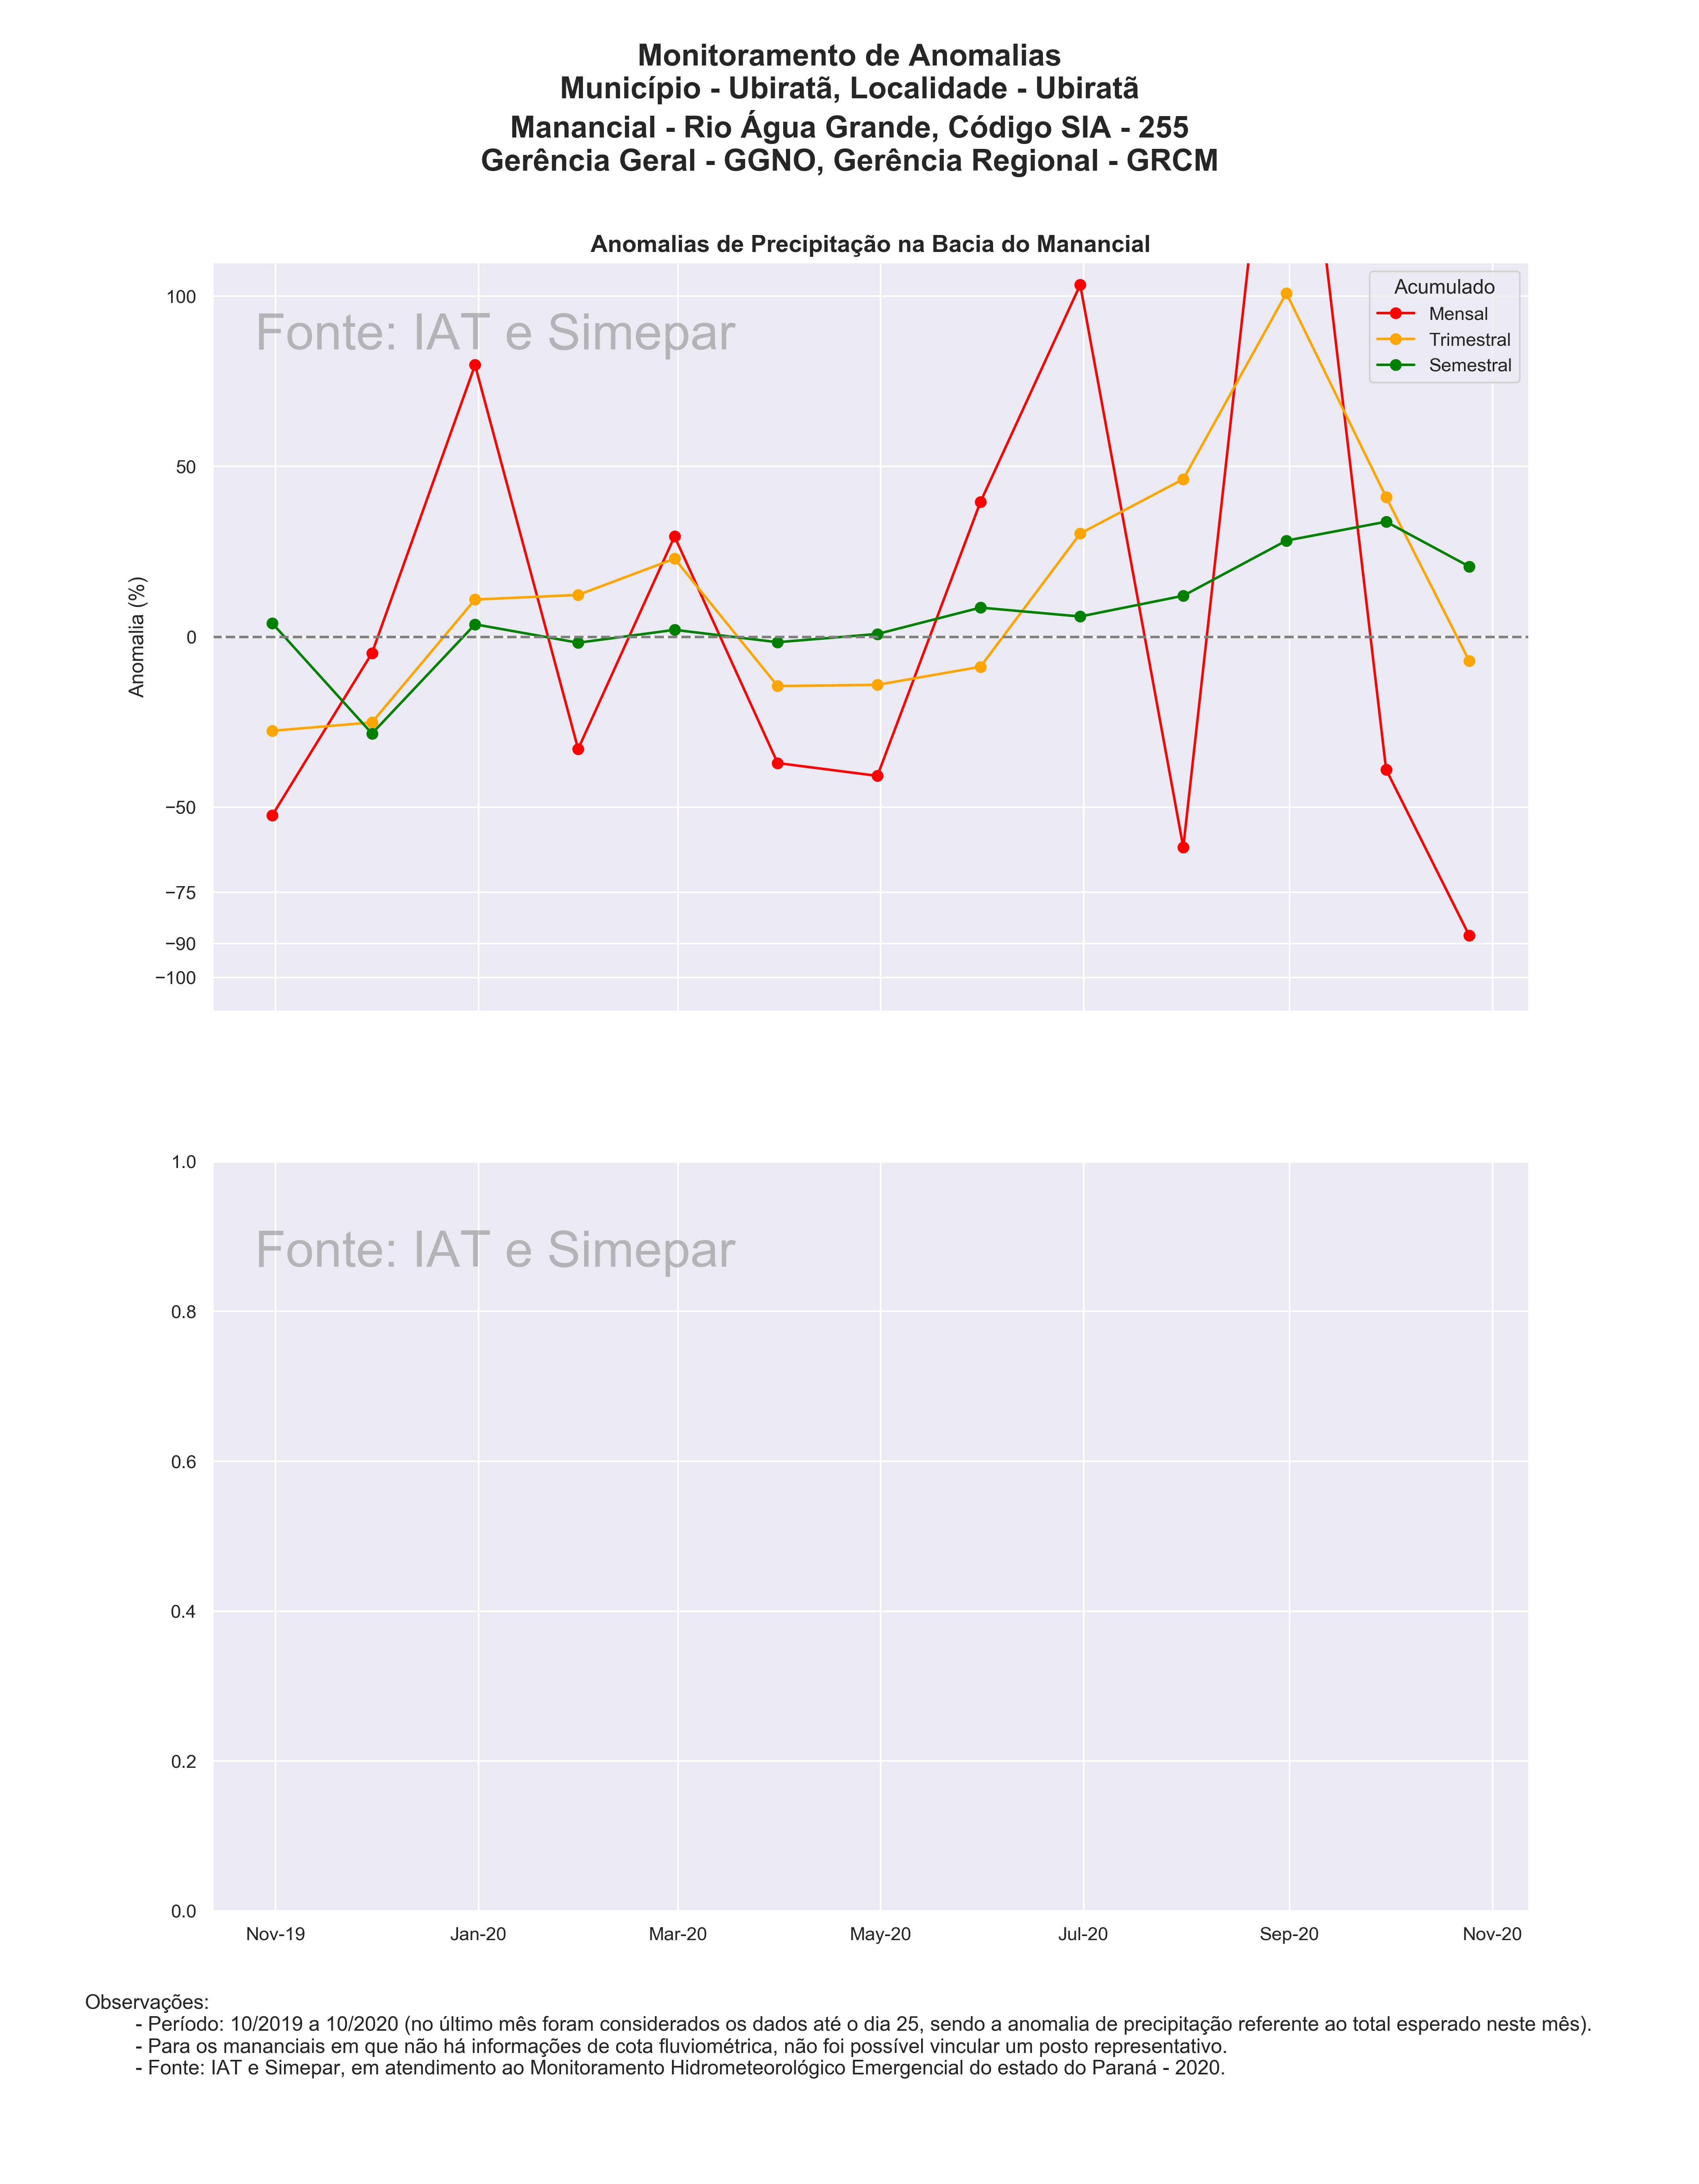 Monitoramento de Anomalias
Município - Ubiratã, Localidade - Ubiratã
Manancial - Rio Água Grande, Código SIA - 255
Gerência Geral - GGNO, Gerência Regional - GRCM
Anomalias de Precipitação na Bacia do Manancial
Fonte: IAT e Simepar
Acumulado
Mensal
Trimestral
Semestral
Anomalia (%)
100
50
0
−50
−75
−90
−100
Fonte: IAT e Simepar
1.0
0.8
0.6
0.4
0.2
0.0
Nov-19 Jan-20 Mar-20 May-20 Jul-20 Sep-20 Nov-20
Observações:
- Período: 10/2019 a 10/2020 (no último mês foram considerados os dados até o dia 25, sendo a anomalia de precipitação referente ao total esperado neste mês).
- Para os mananciais em que não há informações de cota fluviométrica, não foi possível vincular um posto representativo.
- Fonte: IAT e Simepar, em atendimento ao Monitoramento Hidrometeorológico Emergencial do estado do Paraná - 2020.